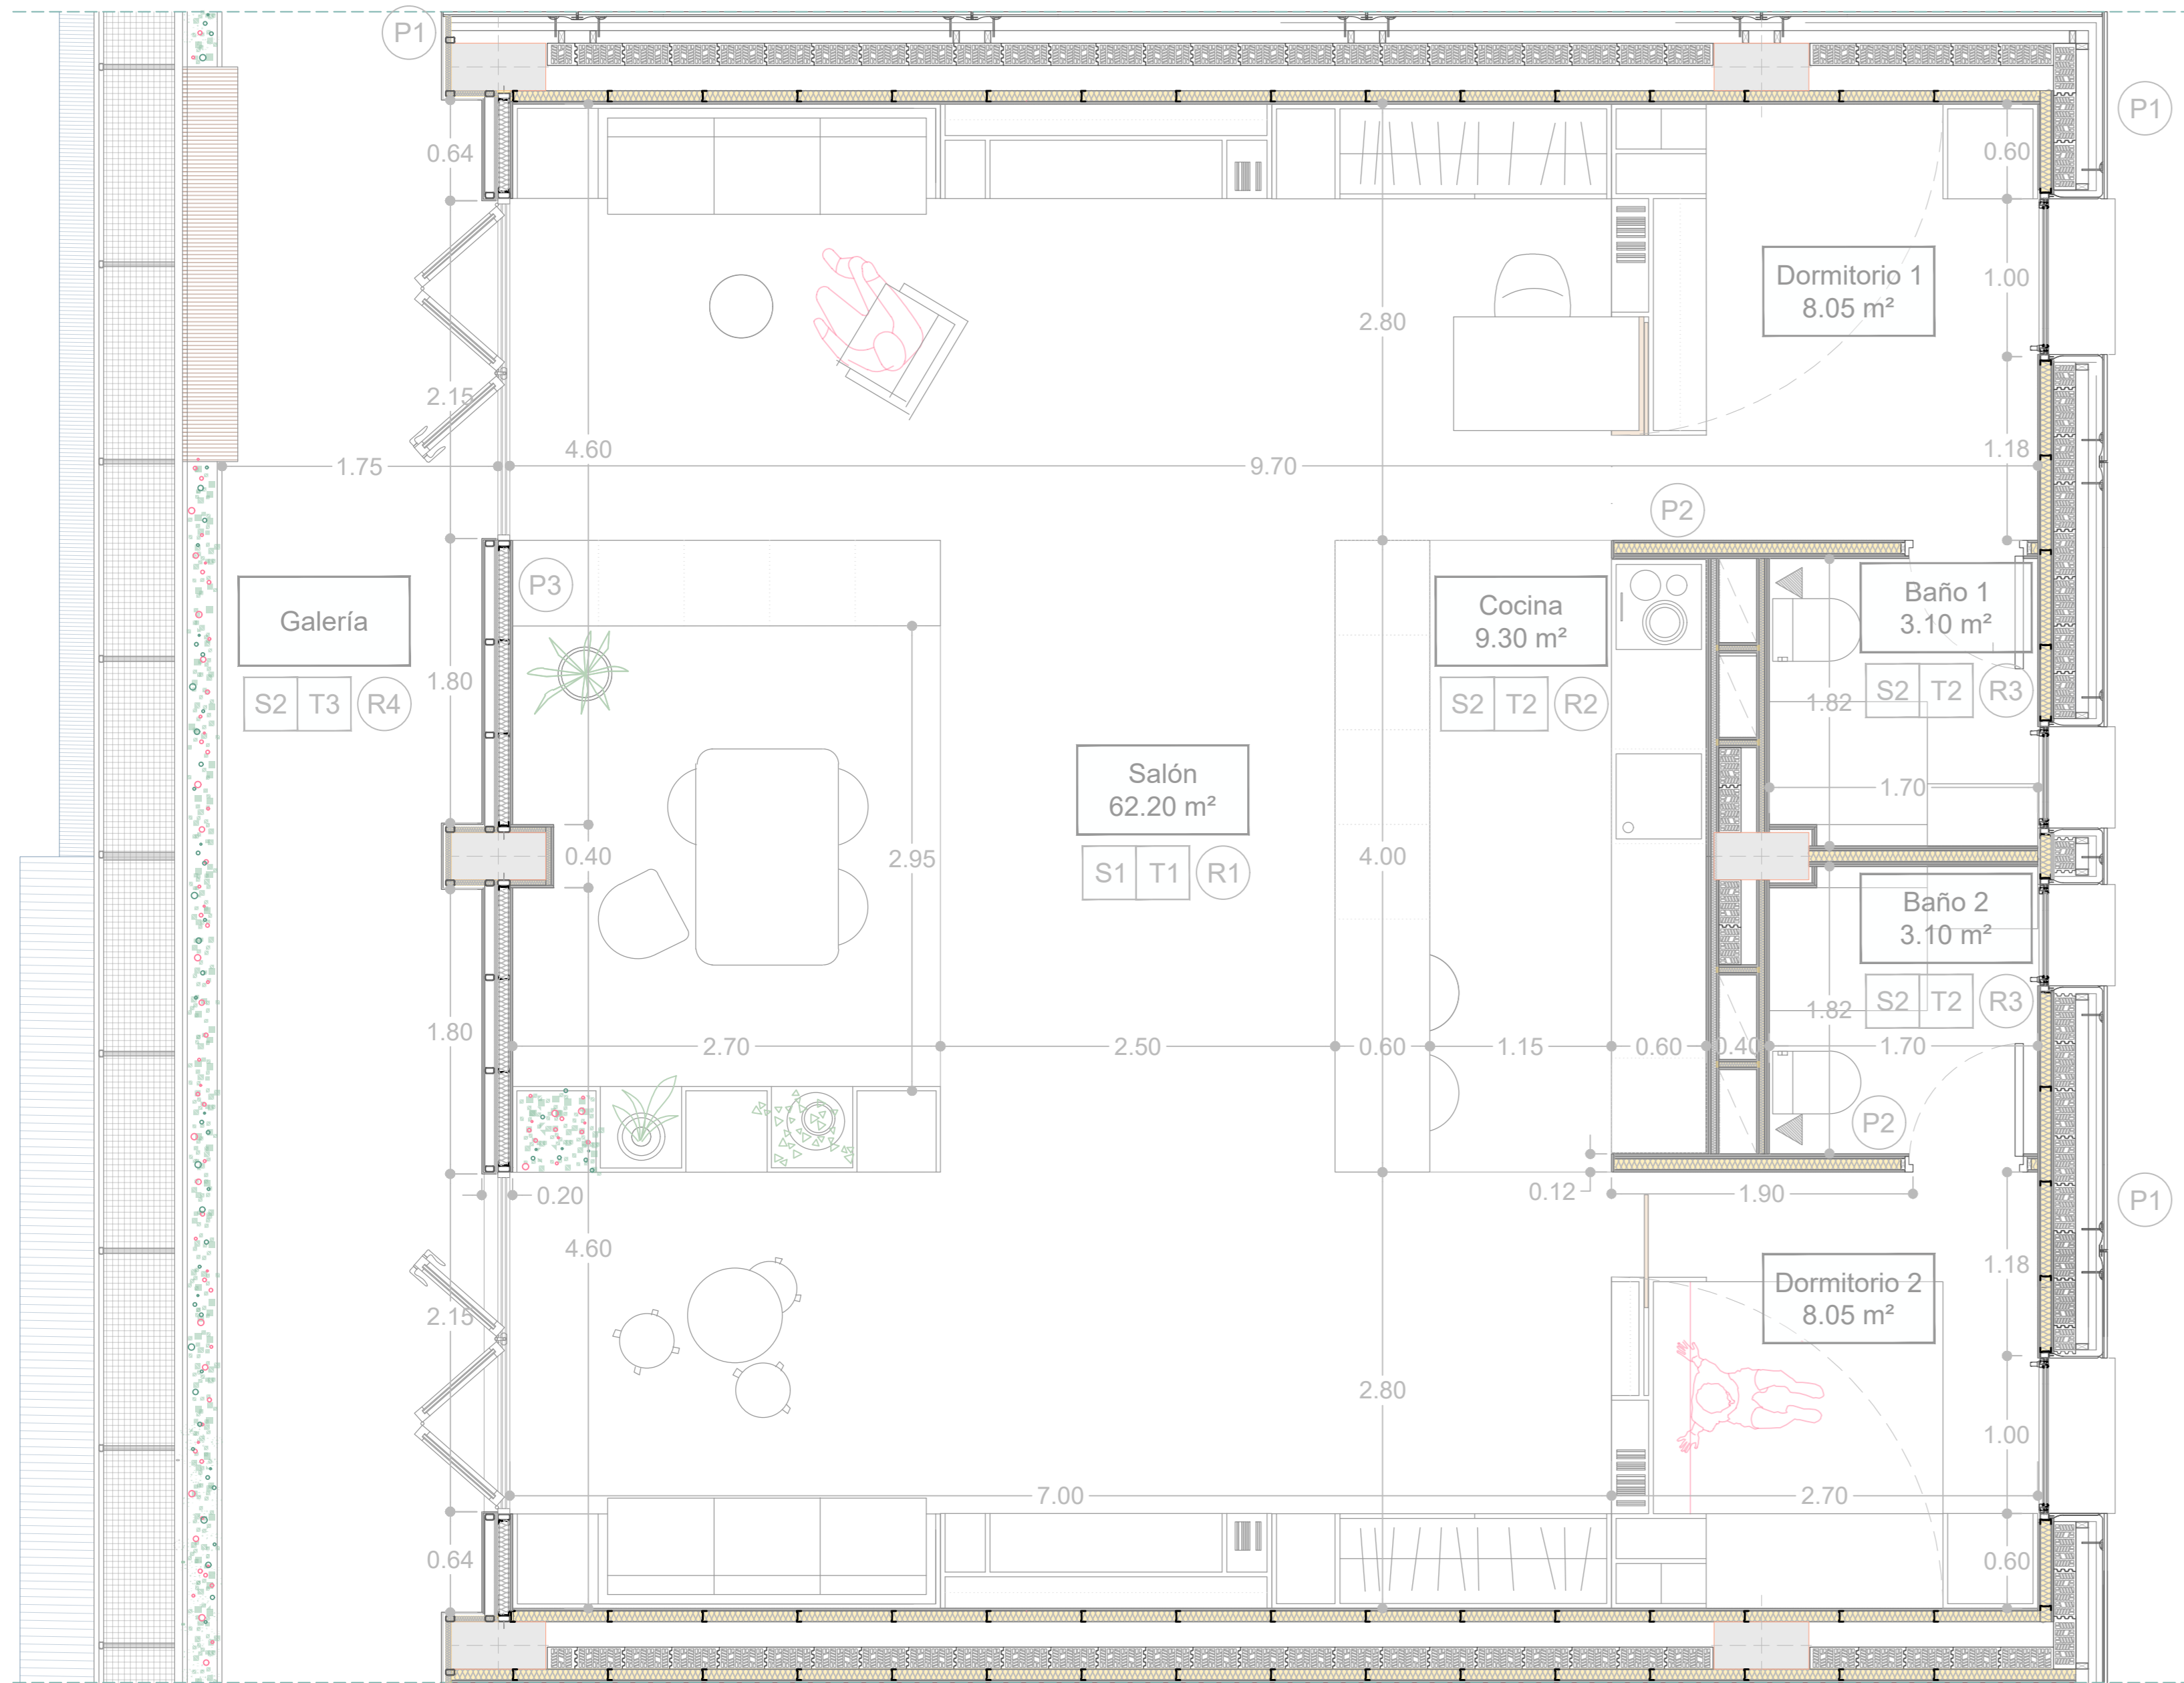 P1
P1
0.64
0.60
Dormitorio 1
8.05 m²
1.00
2.80
2.15
4.60
1.18
1.75
9.70
P2
P3
Galería
S2 T3 R4
Cocina
9.30 m²
S2 T2 R2
Baño 1
3.10 m²
S2 T2 R3
1.80
1.82
Salón
62.20 m²
S1 T1 R1
1.70
0.40
2.95
4.00
Baño 2
3.10 m²
S2 T2 R3
1.82
1.80
2.70
2.50
0.60
1.15
0.60
0.40
1.70
P2
0.20
0.12
1.90
P1
4.60
1.18
Dormitorio 2
8.05 m²
2.15
2.80
1.00
7.00
2.70
0.64
0.60